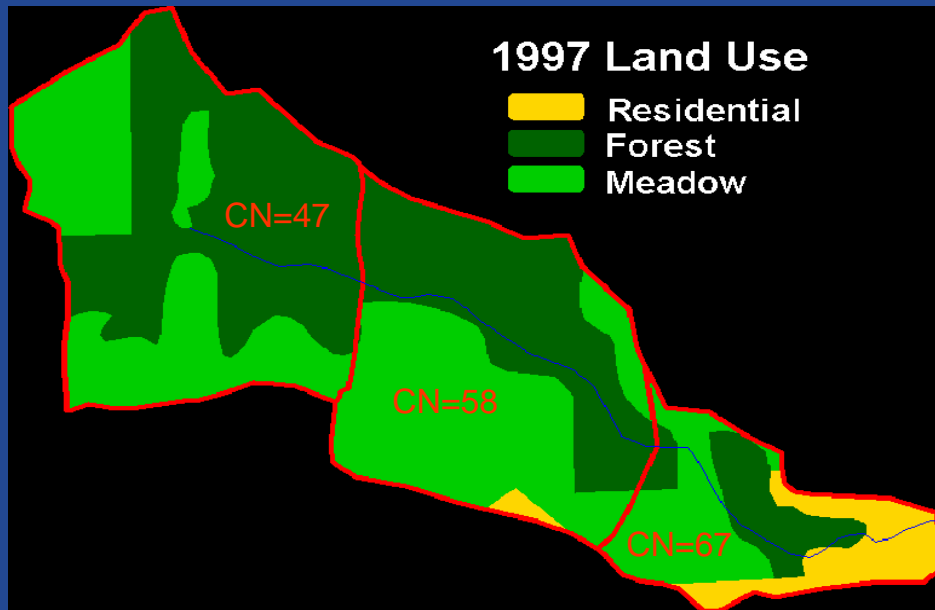 1997 Land Use
Residential
Forest
Meadow
CN=47
CN=58
CN=67